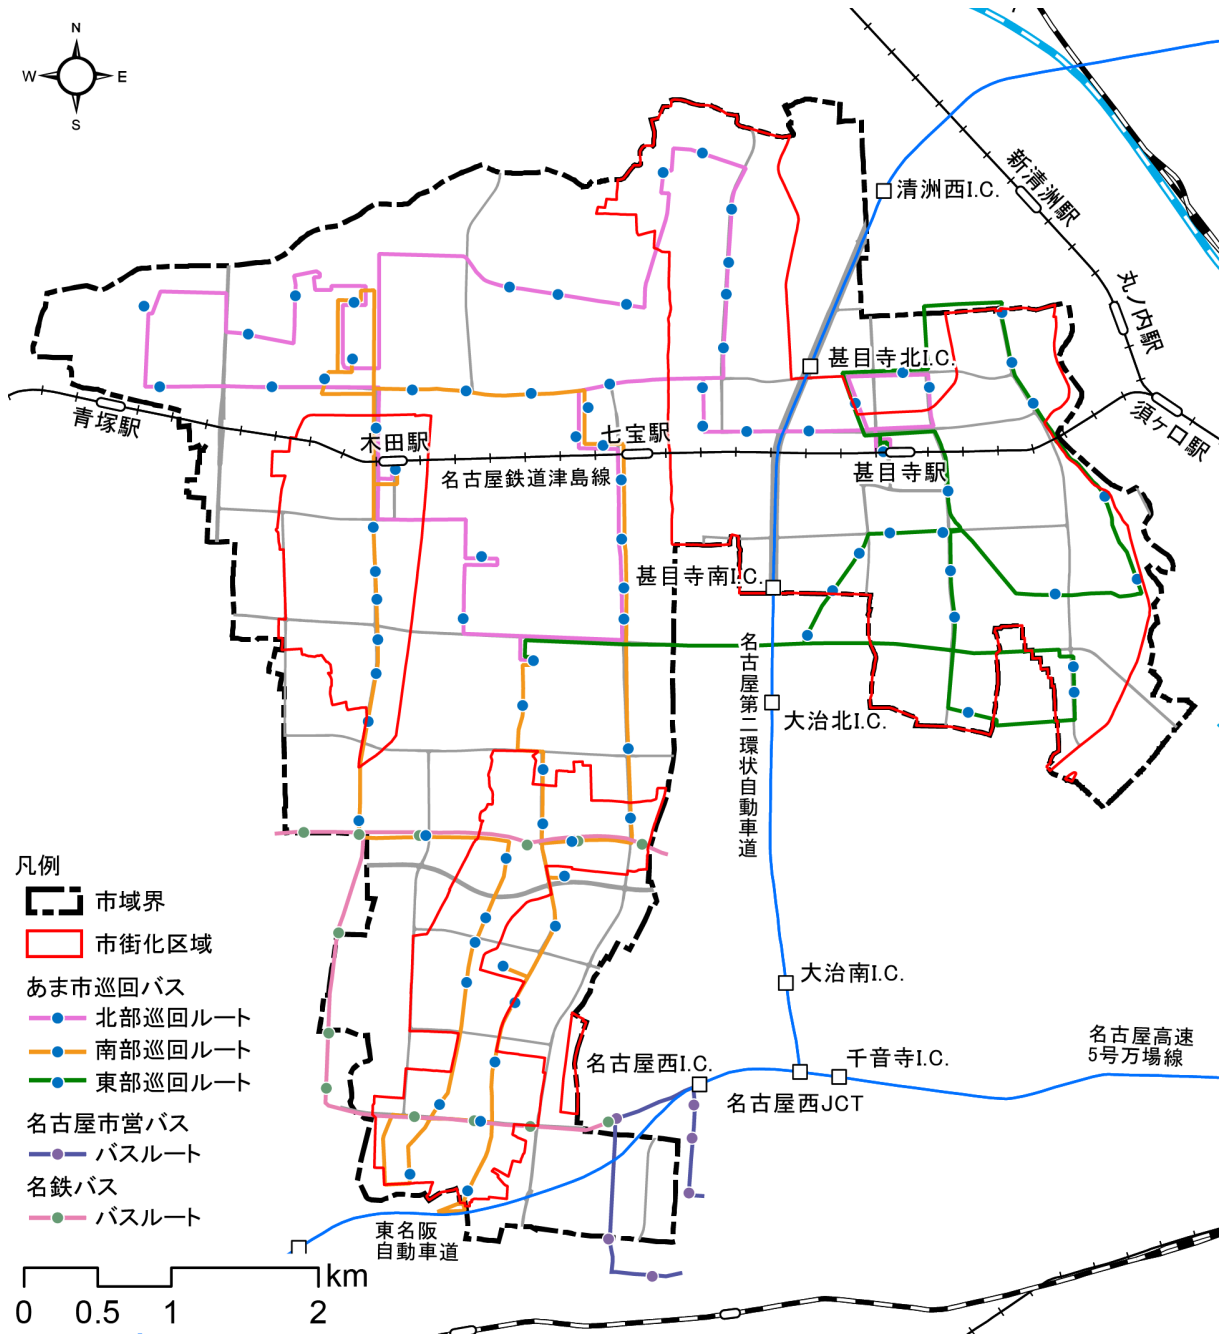 N
W
E
S
清洲西I.C.
新清洲駅
丸ノ内駅
須ヶ口駅
甚目寺北I.C.
青塚駅
木田駅
七宝駅
名古屋鉄道津島線
甚目寺駅
甚目寺南I.C.
名古屋第二環状自動車道
大治北I.C.
大治南I.C.
名古屋西I.C.
千音寺I.C.
名古屋西JCT
名古屋高速
5号万場線
東名阪
自動車道
凡例
市域界
市街化区域
あま市巡回バス
北部巡回ルート
南部巡回ルート
東部巡回ルート
名古屋市営バス
バスルート
名鉄バス
バスルート
km
0 0.5 1 2